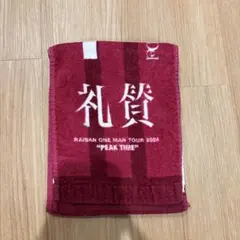 礼賛
RAISAN ONE MAN TOUR 2024
"PEAK TIME"